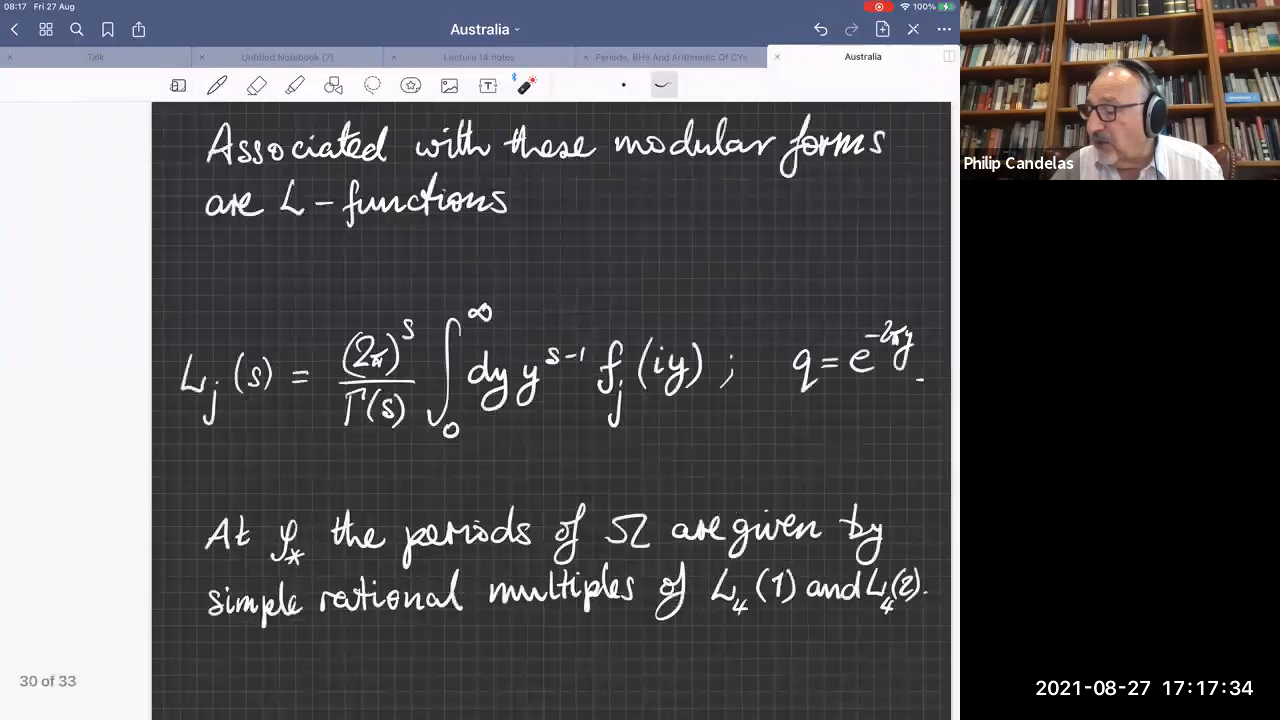 08:17 Fri 27 Aug
100%
Australia
Talk
Untitled Notebook (7)
Lecture 14 notes
Periods, BHs And Arithmetic Of CYs
Australia
Associated with these modular forms
are L-functions
L_j(s) = (2π)^s / Γ(s) ∫_0^∞ dy y^{s-1} f_j(iy) ; q = e^{-2πy}.
At φ_* the periods of Ω are given by
simple rational multiples of L_4(1) and L_4(2).
30 of 33
Philip Candelas
2021-08-27 17:17:34